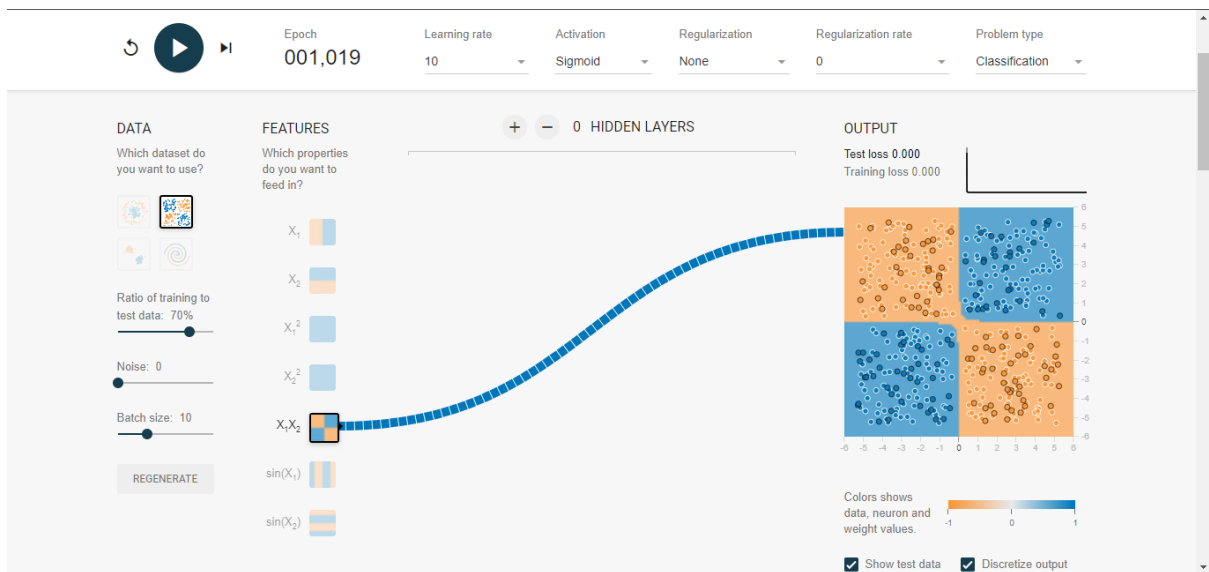 Epoch
001,019
Learning rate
10
Activation
Sigmoid
Regularization
None
Regularization rate
0
Problem type
Classification
DATA
Which dataset do
you want to use?
Ratio of training to
test data: 70%
Noise: 0
Batch size: 10
REGENERATE
FEATURES
Which properties
do you want to
feed in?
X₁
X₂
X₁²
X₂²
X₁X₂
sin(X₁)
sin(X₂)
+ − 0 HIDDEN LAYERS
OUTPUT
Test loss 0.000
Training loss 0.000
6
5
4
3
2
1
0
-1
-2
-3
-4
-5
-6
-6 -5 -4 -3 -2 -1 0 1 2 3 4 5 6
Colors shows
data, neuron and
weight values.
-1 0 1
Show test data
Discretize output